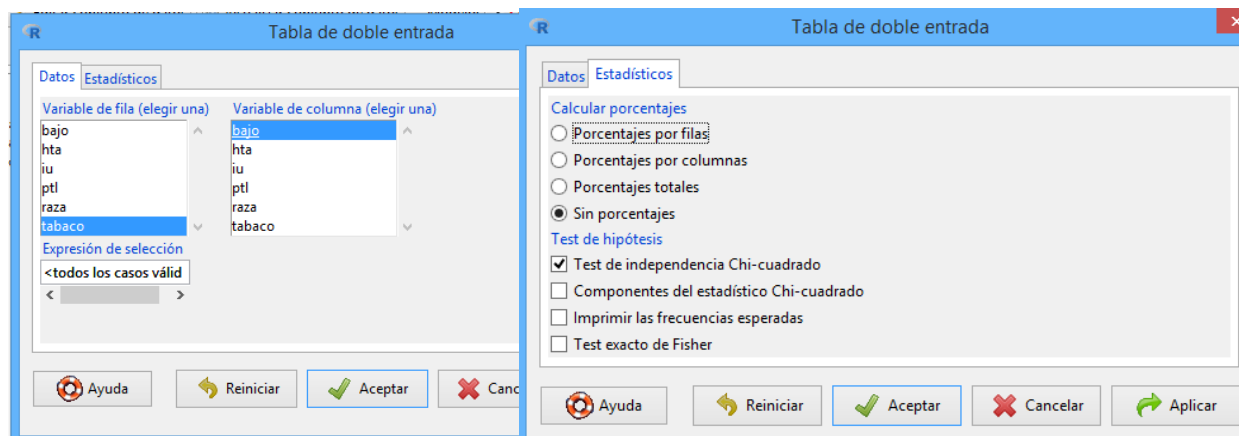 Tabla de doble entrada
Datos Estadísticos
Variable de fila (elegir una) Variable de columna (elegir una)
bajo bajo
hta hta
iu iu
ptl ptl
raza raza
tabaco tabaco
Expresión de selección
<todos los casos válid
Ayuda Reiniciar Aceptar Canc
Tabla de doble entrada
Datos Estadísticos
Calcular porcentajes
Porcentajes por filas
Porcentajes por columnas
Porcentajes totales
Sin porcentajes
Test de hipótesis
Test de independencia Chi-cuadrado
Componentes del estadístico Chi-cuadrado
Imprimir las frecuencias esperadas
Test exacto de Fisher
Ayuda Reiniciar Aceptar Cancelar Aplicar